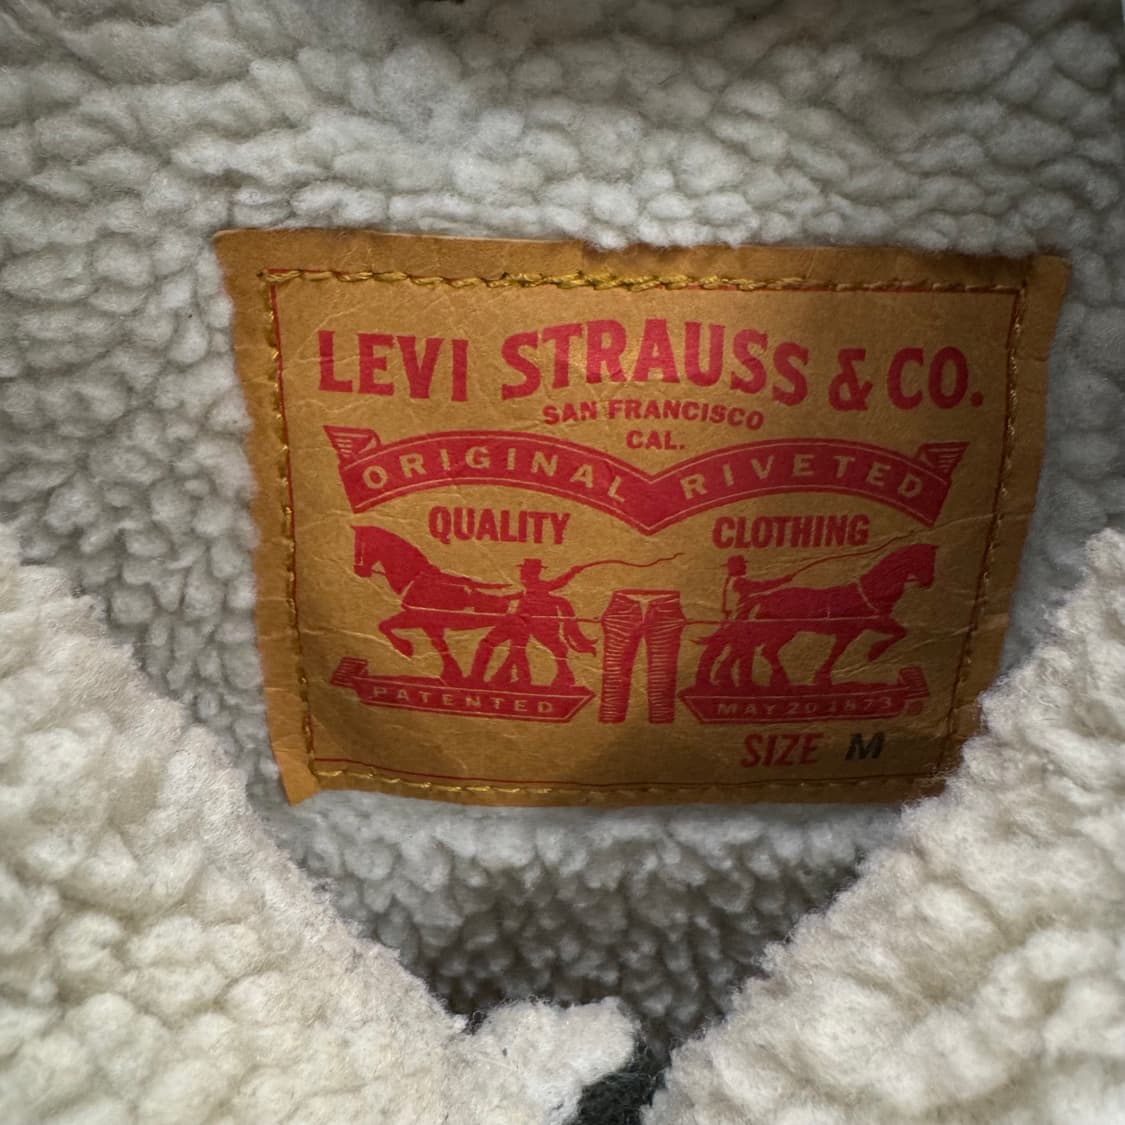 LEVI STRAUSS & CO.
SAN FRANCISCO
CAL.
ORIGINAL RIVETED
QUALITY CLOTHING
PATENTED MAY 20 1873
SIZE M